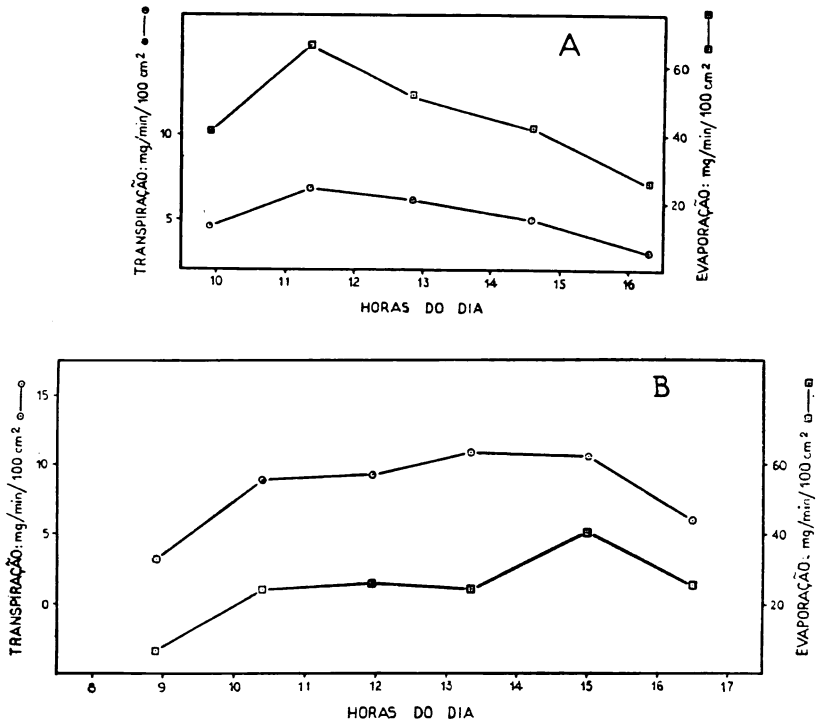 A
TRANSPIRAÇÃO: mg/min/100 cm²
10
5
EVAPORAÇÃO: mg/min/100 cm²
60
40
20
10 11 12 13 14 15 16
HORAS DO DIA
B
TRANSPIRAÇÃO: mg/min/100 cm²
15
10
5
0
EVAPORAÇÃO: mg/min/100 cm²
60
40
20
8 9 10 11 12 13 14 15 16 17
HORAS DO DIA